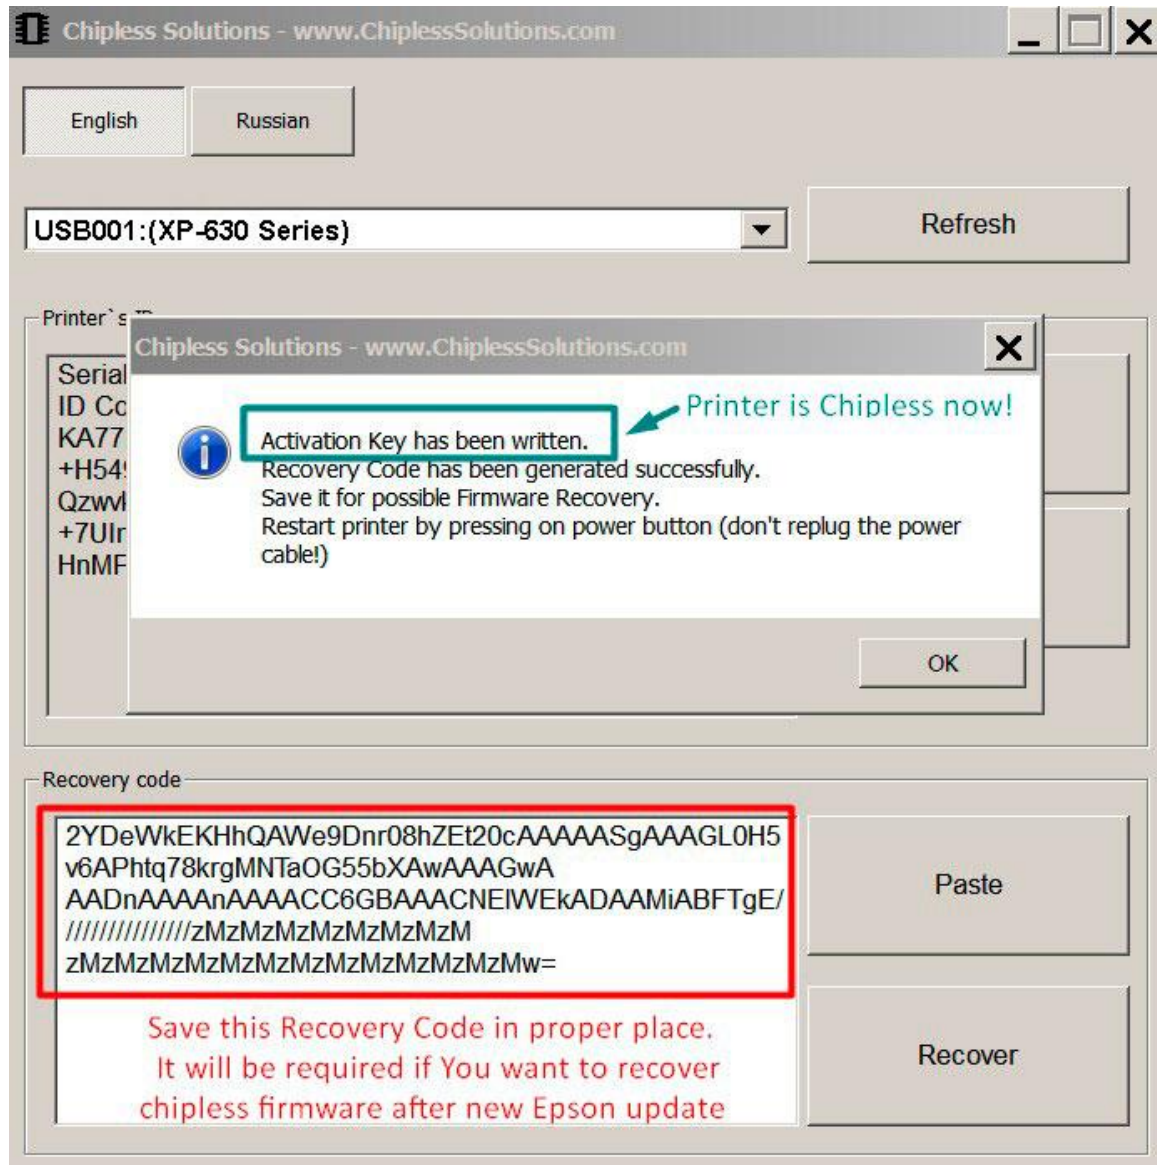 Chipless Solutions - www.ChiplessSolutions.com
English
Russian
USB001:(XP-630 Series)
Refresh
Printer`s
Chipless Solutions - www.ChiplessSolutions.com
Serial
ID Co
KA77
+H549
Qzwvk
HnMF
Printer is Chipless now!
Activation Key has been written.
Recovery Code has been generated successfully.
Save it for possible Firmware Recovery.
Restart printer by pressing on power button (don't replug the power
cable!)
OK
Recovery code
2YDeWkEKHhQAWe9Dnr08hZEt20cAAAAASgAAAGL0H5
v6APhtq78krgMNTaOG55bXAwAAAGwA
AADnAAAAnAAAACC6GBAAACNElWEkADAAMiABFTgE/
///////////////zMzMzMzMzMzMzMzM
zMzMzMzMzMzMzMzMzMzMzMzMzMzMw=
Paste
Save this Recovery Code in proper place.
It will be required if You want to recover
chipless firmware after new Epson update
Recover